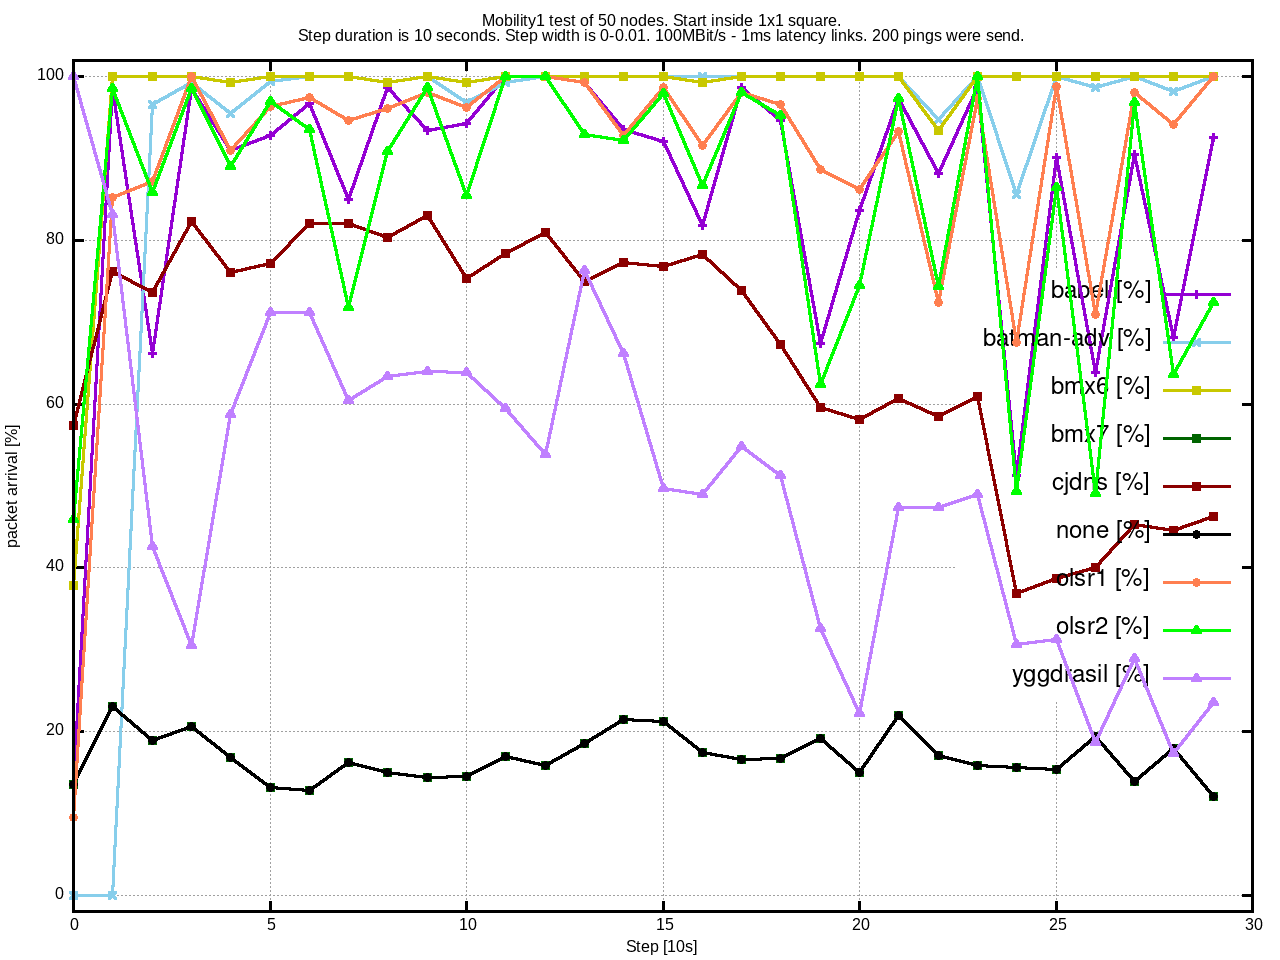 Mobility1 test of 50 nodes. Start inside 1x1 square.
Step duration is 10 seconds. Step width is 0-0.01. 100MBit/s - 1ms latency links. 200 pings were send.
100
80
60
40
20
0
packet arrival [%]
babel [%]
batman-adv [%]
bmx6 [%]
bmx7 [%]
cjdns [%]
none [%]
olsr1 [%]
olsr2 [%]
yggdrasil [%]
0 5 10 15 20 25 30
Step [10s]